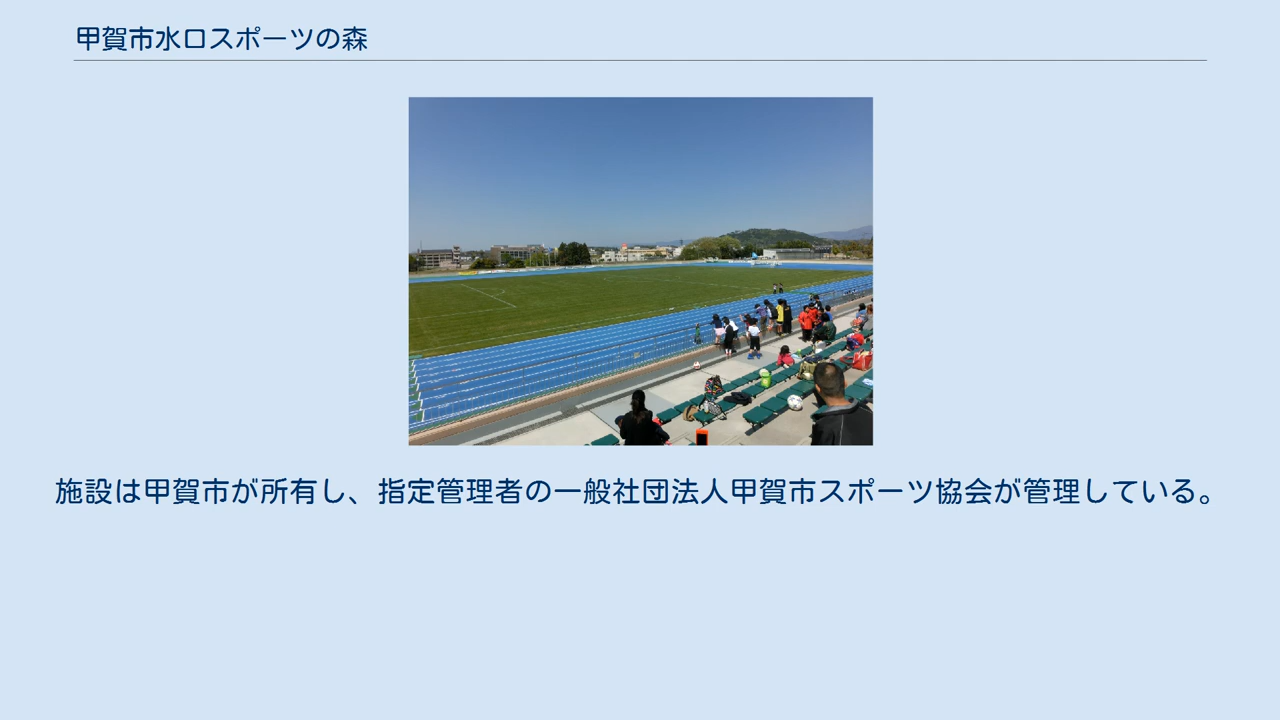 甲賀市水口スポーツの森
施設は甲賀市が所有し、指定管理者の一般社団法人甲賀市スポーツ協会が管理している。